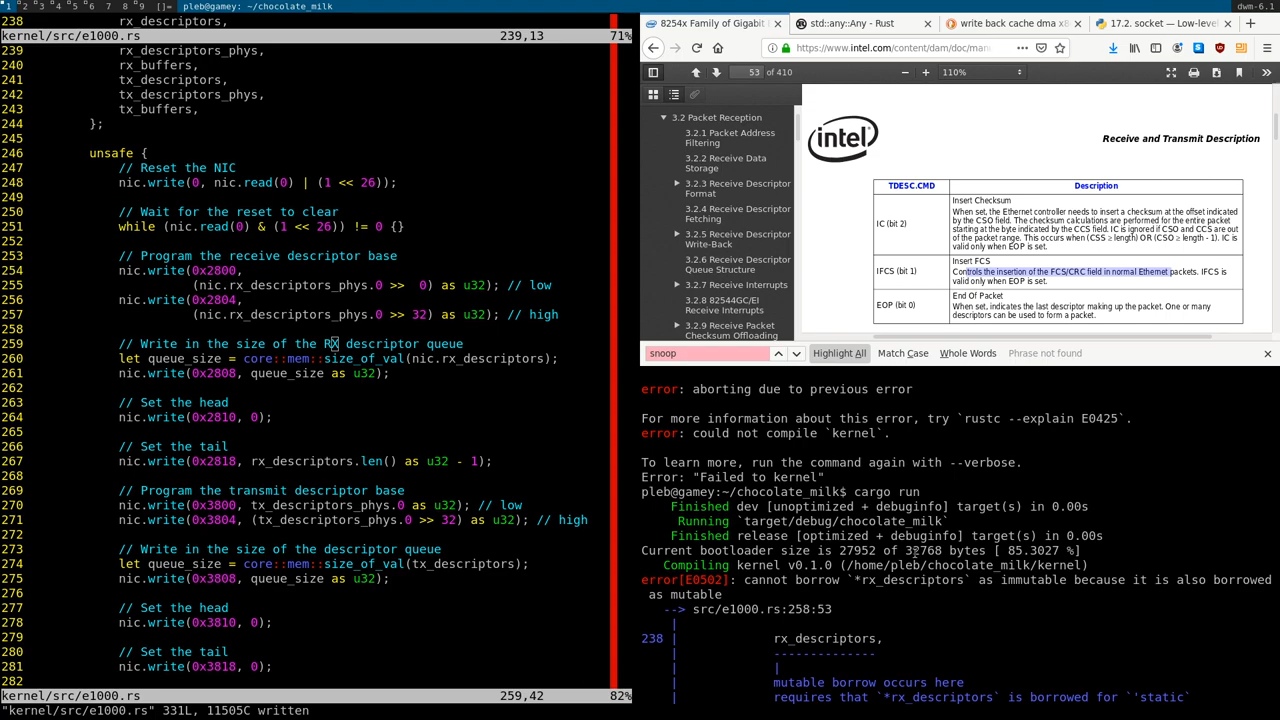 1 2 3 4 5 6 7 8 9 []= pleb@gamey: ~/chocolate_milk dwm-6.1
238 rx_descriptors,
kernel/src/e1000.rs 239,13 71%
239 rx_descriptors_phys,
240 rx_buffers,
241 tx_descriptors,
242 tx_descriptors_phys,
243 tx_buffers,
244 };
245
246 unsafe {
247 // Reset the NIC
248 nic.write(0, nic.read(0) | (1 << 26));
249
250 // Wait for the reset to clear
251 while (nic.read(0) & (1 << 26)) != 0 {}
252
253 // Program the receive descriptor base
254 nic.write(0x2800,
255 (nic.rx_descriptors_phys.0 >> 0) as u32); // low
256 nic.write(0x2804,
257 (nic.rx_descriptors_phys.0 >> 32) as u32); // high
258
259 // Write in the size of the RX descriptor queue
260 let queue_size = core::mem::size_of_val(nic.rx_descriptors);
261 nic.write(0x2808, queue_size as u32);
262
263 // Set the head
264 nic.write(0x2810, 0);
265
266 // Set the tail
267 nic.write(0x2818, rx_descriptors.len() as u32 - 1);
268
269 // Program the transmit descriptor base
270 nic.write(0x3800, tx_descriptors_phys.0 as u32); // low
271 nic.write(0x3804, (tx_descriptors_phys.0 >> 32) as u32); // high
272
273 // Write in the size of the descriptor queue
274 let queue_size = core::mem::size_of_val(tx_descriptors);
275 nic.write(0x3808, queue_size as u32);
276
277 // Set the head
278 nic.write(0x3810, 0);
279
280 // Set the tail
281 nic.write(0x3818, 0);
282
kernel/src/e1000.rs 259,42 82%
"kernel/src/e1000.rs" 331L, 11505C written
8254x Family of Gigabit std::any::Any - Rust write back cache dma x8 17.2. socket — Low-leve
https://www.intel.com/content/dam/doc/man
53 of 410 110%
3.2 Packet Reception
3.2.1 Packet Address
Filtering
3.2.2 Receive Data
Storage
3.2.3 Receive Descriptor
Format
3.2.4 Receive Descriptor
Fetching
3.2.5 Receive Descriptor
Write-Back
3.2.6 Receive Descriptor
Queue Structure
3.2.7 Receive Interrupts
3.2.8 82544GC/EI
Receive Interrupts
3.2.9 Receive Packet
Checksum Offloading
intel
Receive and Transmit Description
TDESC.CMD Description
IC (bit 2)
Insert Checksum
When set, the Ethernet controller needs to insert a checksum at the offset indicated
by the CSO field. The checksum calculations are performed for the entire packet
starting at the byte indicated by the CCS field. IC is ignored if CSO and CCS are out
of the packet range. This occurs when (CSS ≥ length) OR (CSO ≥ length - 1). IC is
valid only when EOP is set.
IFCS (bit 1)
Insert FCS
Controls the insertion of the FCS/CRC field in normal Ethernet packets. IFCS is
valid only when EOP is set.
EOP (bit 0)
End Of Packet
When set, indicates the last descriptor making up the packet. One or many
descriptors can be used to form a packet.
snoop Highlight All Match Case Whole Words Phrase not found
error: aborting due to previous error
For more information about this error, try `rustc --explain E0425`.
error: could not compile `kernel`.
To learn more, run the command again with --verbose.
Error: "Failed to kernel"
pleb@gamey:~/chocolate_milk$ cargo run
Finished dev [unoptimized + debuginfo] target(s) in 0.00s
Running `target/debug/chocolate_milk`
Finished release [optimized + debuginfo] target(s) in 0.00s
Current bootloader size is 27952 of 32768 bytes [ 85.3027 %]
Compiling kernel v0.1.0 (/home/pleb/chocolate_milk/kernel)
error[E0502]: cannot borrow `*rx_descriptors` as immutable because it is also borrowed
as mutable
--> src/e1000.rs:258:53
|
238 | rx_descriptors,
| --------------
| |
| mutable borrow occurs here
| requires that `*rx_descriptors` is borrowed for `'static`